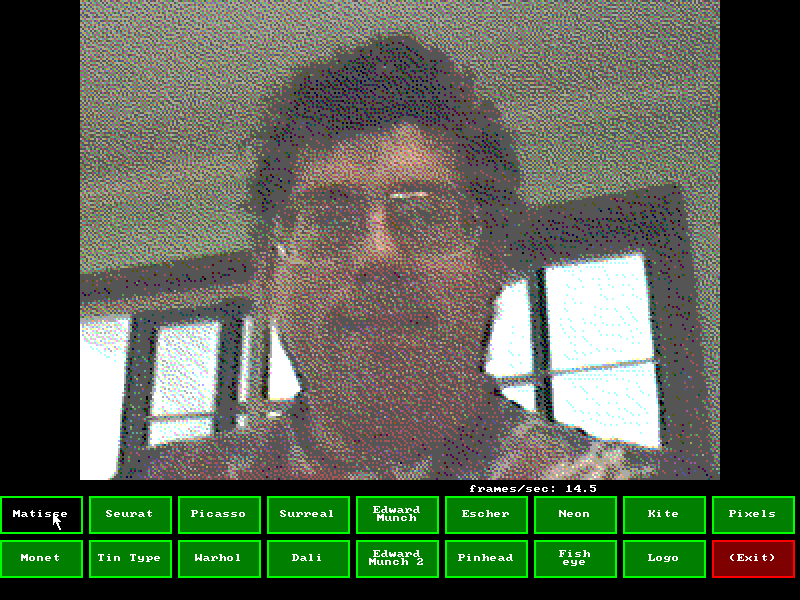 frames/sec: 14.5
Matisse Seurat Picasso Surreal Edward Munch Escher Neon Kite Pixels
Monet Tin Type Warhol Dali Edward Munch 2 Pinhead Fish eye Logo (Exit)